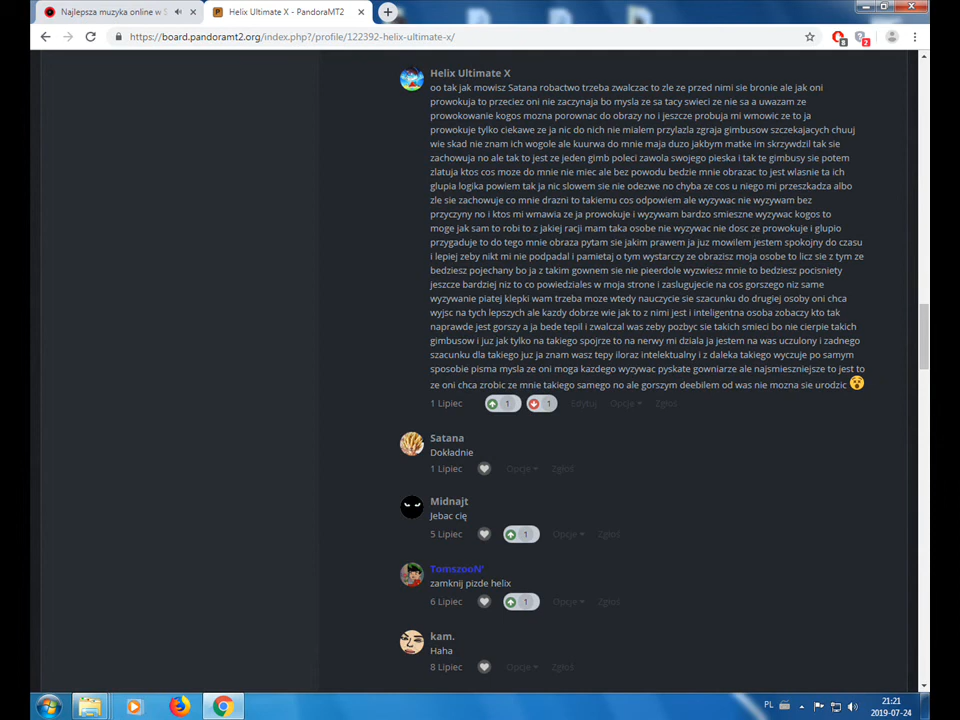 Najlepsza muzyka online w S
Helix Ultimate X - PandoraMT2
https://board.pandoramt2.org/index.php?/profile/122392-helix-ultimate-x/
8
2
Helix Ultimate X
oo tak jak mowisz Satana robactwo trzeba zwalczac to zle ze przed nimi sie bronie ale jak oni
prowokuja to przeciez oni nie zaczynaja bo mysla ze sa tacy swieci ze nie sa a uwazam ze
prowokowanie kogos mozna porownac do obrazy no i jeszcze probuja mi wmowic ze to ja
prowokuje tylko ciekawe ze ja nic do nich nie mialem przylazla zgraja gimbusow szczekajacych chuuj
wie skad nie znam ich wogole ale kuurwa do mnie maja duzo jakbym matke im skrzywdzil tak sie
zachowuja no ale tak to jest ze jeden gimb poleci zawola swojego pieska i tak te gimbusy sie potem
zlatuja ktos cos moze do mnie nie miec ale bez powodu bedzie mnie obrazac to jest wlasnie ta ich
glupia logika powiem tak ja nic slowem sie nie odezwe no chyba ze cos u niego mi przeszkadza albo
zle sie zachowuje co mnie drazni to takiemu cos odpowiem ale wyzywac nie wyzywam bez
przyczyny no i ktos mi wmawia ze ja prowokuje i wyzywam bardzo smieszne wyzywac kogos to
moge jak sam to robi to z jakiej racji mam taka osobe nie wyzywac nie dosc ze prowokuje i glupio
przygaduje to do tego mnie obraza pytam sie jakim prawem ja juz mowilem jestem spokojny do czasu
i lepiej zeby nikt mi nie podpadal i pamietaj o tym wystarczy ze obrazisz moja osobe to licz sie z tym ze
bedziesz pojechany bo ja z takim gownem sie nie pieerdole wyzwiesz mnie to bedziesz pocisniety
jeszcze bardziej niz to co powiedziales w moja strone i zaslugujecie na cos gorszego niz same
wyzywanie piatej klepki wam trzeba moze wtedy nauczycie sie szacunku do drugiej osoby oni chca
wyjsc na tych lepszych ale kazdy dobrze wie jak to z nimi jest i inteligentna osoba zobaczy kto tak
naprawde jest gorszy a ja bede tepil i zwalczal was zeby pozbyc sie takich smieci bo nie cierpie takich
gimbusow i juz jak tylko na takiego spojrze to na nerwy mi dziala ja jestem na was uczulony i zadnego
szacunku dla takiego juz ja znam wasz tepy iloraz intelektualny i z daleka takiego wyczuje po samym
sposobie pisma mysla ze oni moga kazdego wyzywac pyskate gowniarze ale najsmieszniejsze to jest to
ze oni chca zrobic ze mnie takiego samego no ale gorszym deebilem od was nie mozna sie urodzic
1 Lipiec 1 1 Edytuj Opcje Zgłoś
Satana
Dokładnie
1 Lipiec Opcje Zgłoś
Midnajt
Jebac cię
5 Lipiec 1 Opcje Zgłoś
TomszooN'
zamknij pizde helix
6 Lipiec 1 Opcje Zgłoś
kam.
Haha
8 Lipiec Opcje Zgłoś
PL
21:21
2019-07-24